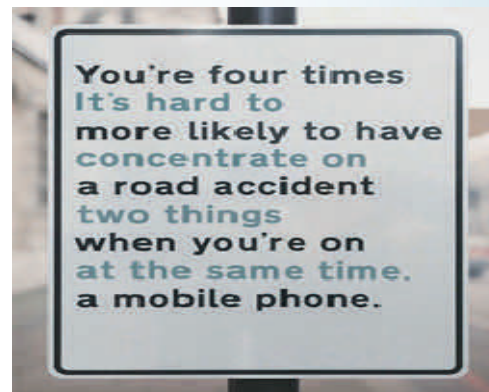 You're four times
It's hard to
more likely to have
concentrate on
a road accident
two things
when you're on
at the same time.
a mobile phone.